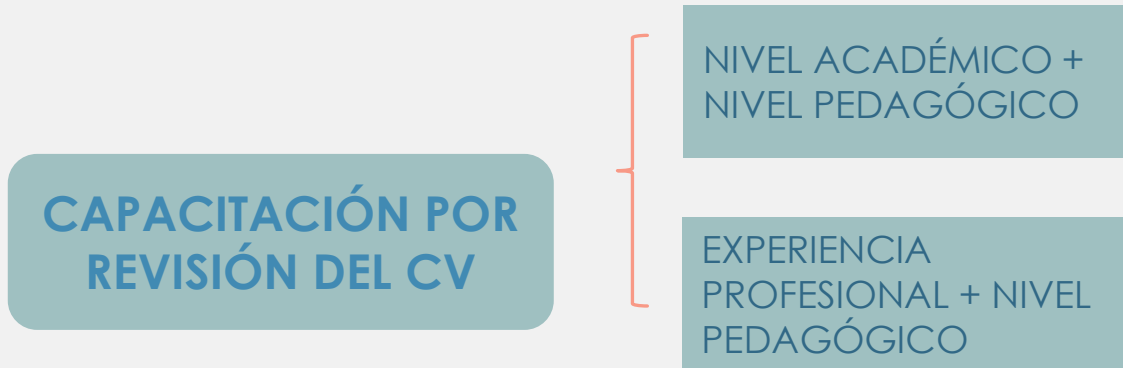 NIVEL ACADÉMICO +
NIVEL PEDAGÓGICO
CAPACITACIÓN POR
REVISIÓN DEL CV
EXPERIENCIA
PROFESIONAL + NIVEL
PEDAGÓGICO